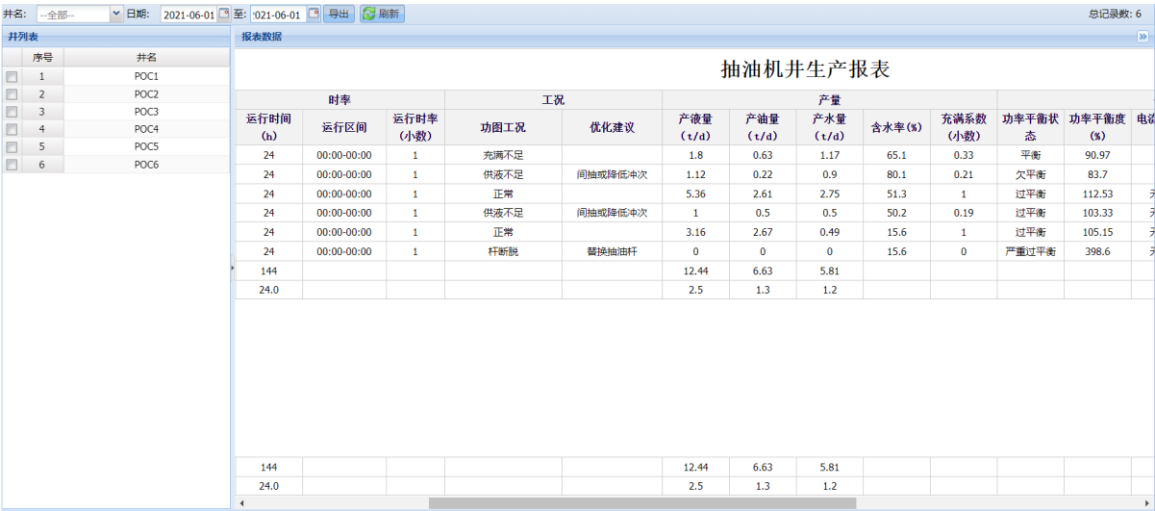 井名: --全部-- 日期: 2021-06-01 至: 2021-06-01 导出 刷新 总记录数: 6
井列表
序号 井名
1 POC1
2 POC2
3 POC3
4 POC4
5 POC5
6 POC6
报表数据
抽油机井生产报表
时率 工况 产量
运行时间(h) 运行区间 运行时率(小数) 功图工况 优化建议 产液量(t/d) 产油量(t/d) 产水量(t/d) 含水率(%) 充满系数(小数) 功率平衡状态 功率平衡度(%) 电流
24 00:00-00:00 1 充满不足 1.8 0.63 1.17 65.1 0.33 平衡 90.97
24 00:00-00:00 1 供液不足 间抽或降低冲次 1.12 0.22 0.9 80.1 0.21 欠平衡 83.7
24 00:00-00:00 1 正常 5.36 2.61 2.75 51.3 1 过平衡 112.53
24 00:00-00:00 1 供液不足 间抽或降低冲次 1 0.5 0.5 50.2 0.19 过平衡 103.33
24 00:00-00:00 1 正常 3.16 2.67 0.49 15.6 1 过平衡 105.15
24 00:00-00:00 1 杆断脱 替换抽油杆 0 0 0 15.6 0 严重过平衡 398.6
144 12.44 6.63 5.81
24.0 2.5 1.3 1.2
144 12.44 6.63 5.81
24.0 2.5 1.3 1.2